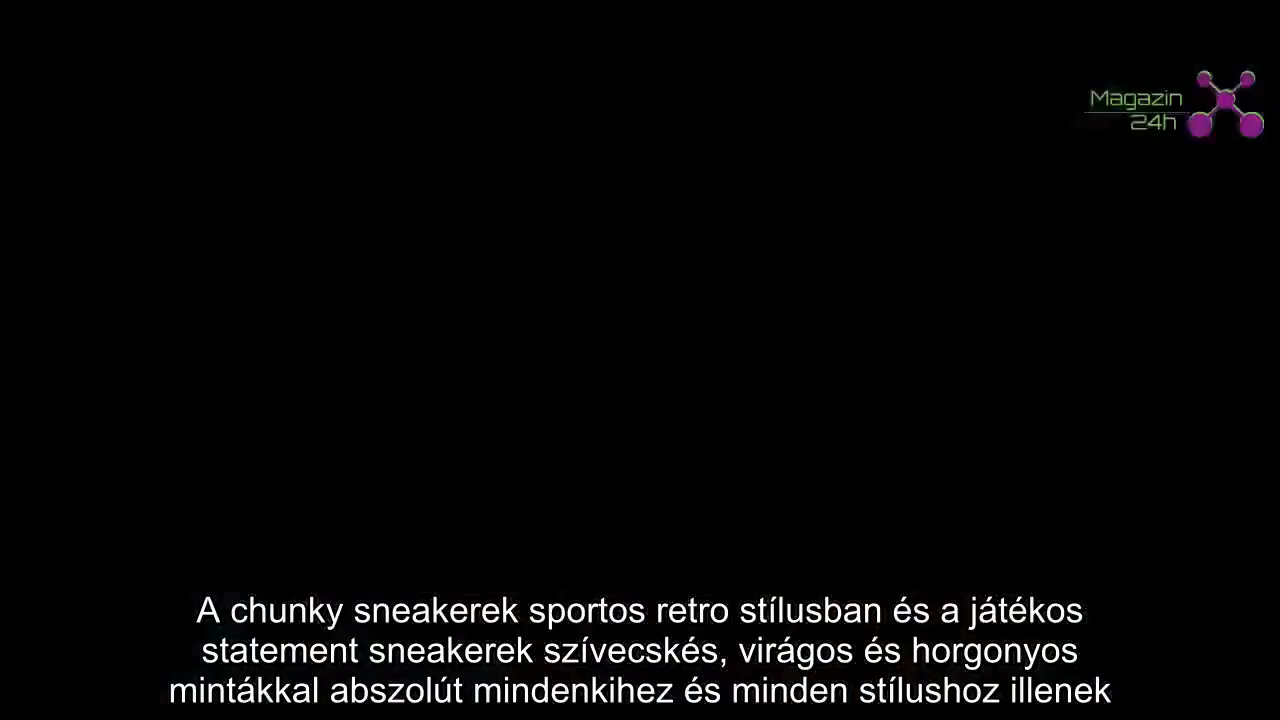 Magazin
24h
A chunky sneakerek sportos retro stílusban és a játékos
statement sneakerek szívecskés, virágos és horgonyos
mintákkal abszolút mindenkihez és minden stílushoz illenek